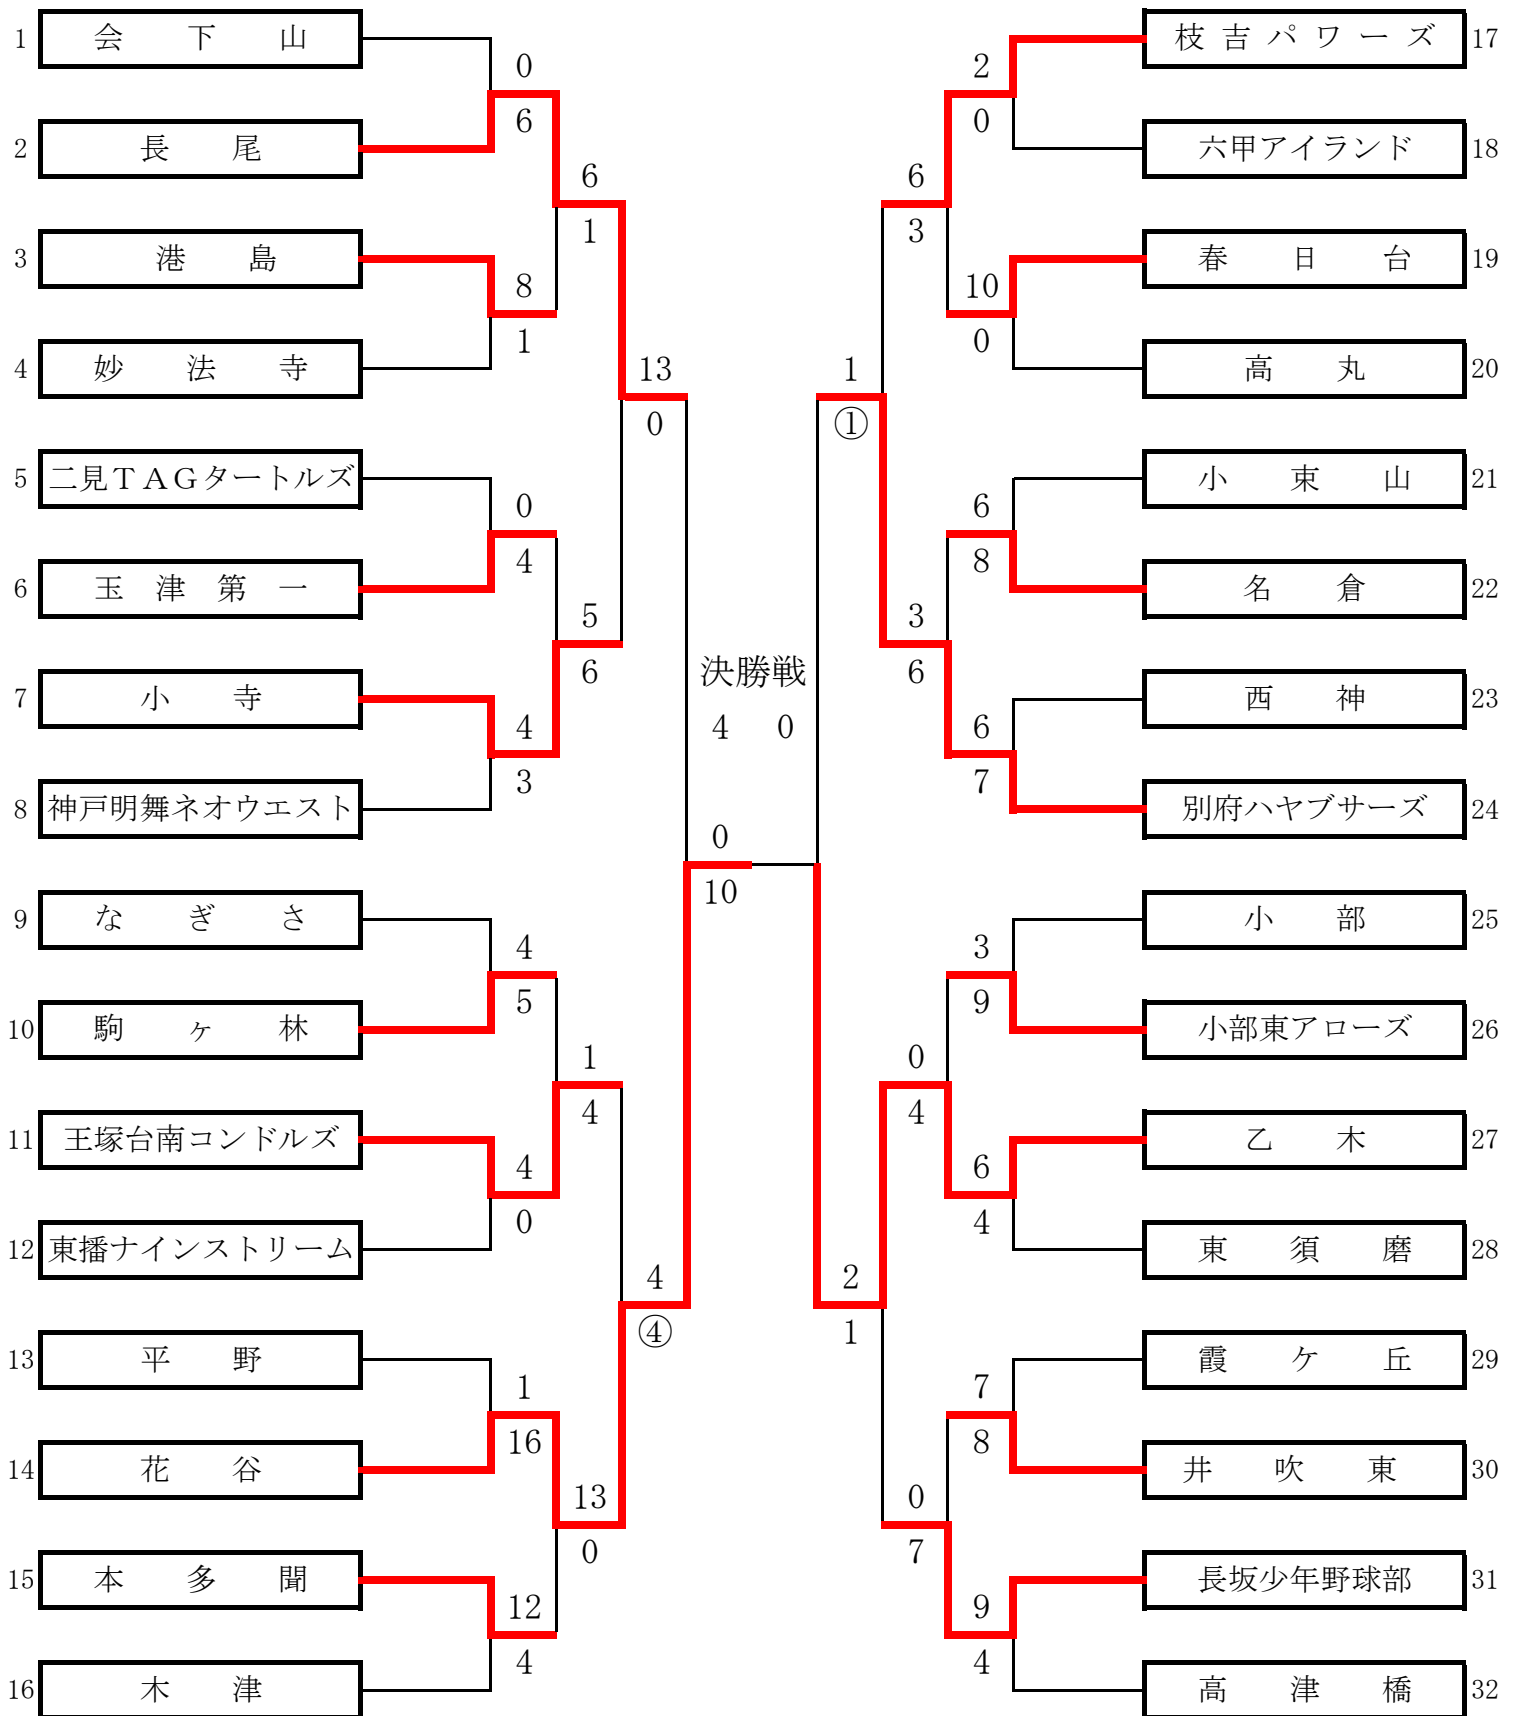 1 会下山
0
6
2 長尾
6
1
3 港島
8
1
4 妙法寺
13
0
5 二見ＴＡＧタートルズ
0
4
6 玉津第一
5
6
7 小寺
4
3
8 神戸明舞ネオウエスト
0
10
9 なぎさ
4
5
10 駒ヶ林
1
4
11 王塚台南コンドルズ
4
0
12 東播ナインストリーム
4
④
13 平野
1
16
14 花谷
13
0
15 本多聞
12
4
16 木津
決勝戦
4 0
枝吉パワーズ 17
2
0
六甲アイランド 18
6
3
春日台 19
10
0
高丸 20
1
①
小東山 21
6
8
名倉 22
3
6
西神 23
6
7
別府ハヤブサーズ 24
小部 25
3
9
小部東アローズ 26
0
4
乙木 27
6
4
東須磨 28
2
1
霞ケ丘 29
7
8
井吹東 30
0
7
長坂少年野球部 31
9
4
高津橋 32